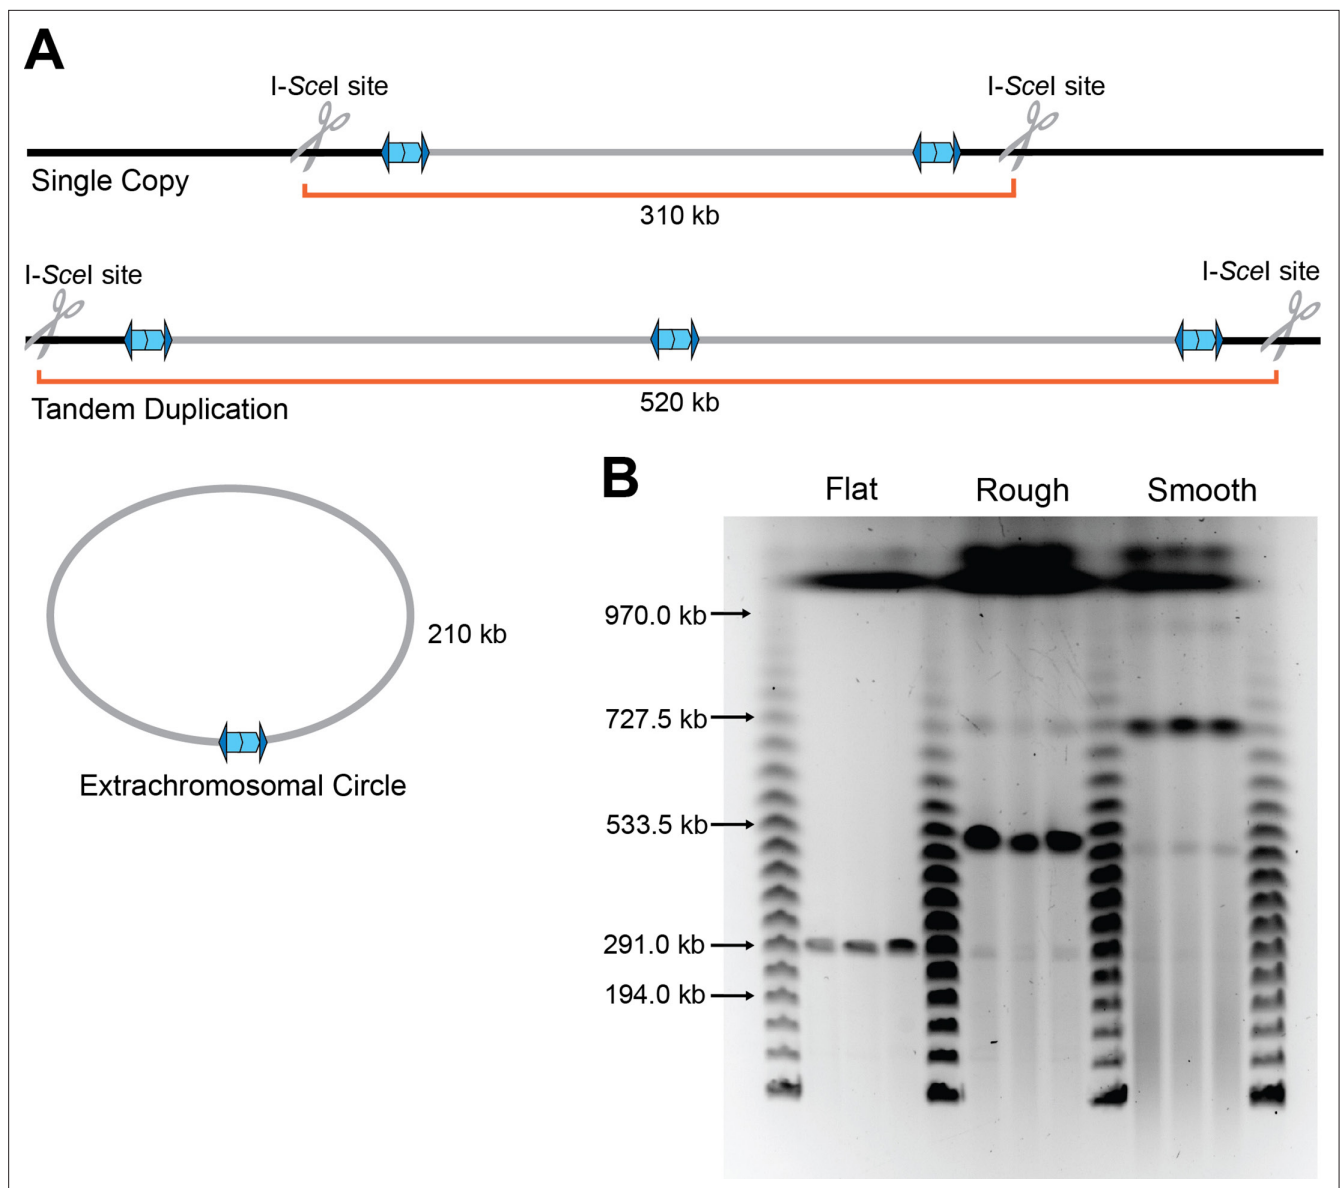 A
I-SceI site I-SceI site
Single Copy
310 kb
I-SceI site I-SceI site
Tandem Duplication
520 kb
210 kb
Extrachromosomal Circle
B
Flat Rough Smooth
970.0 kb
727.5 kb
533.5 kb
291.0 kb
194.0 kb